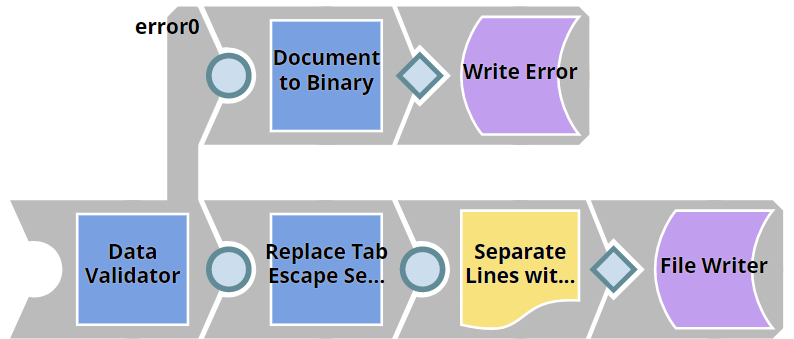 error0
Document
to Binary
Write Error
Data
Validator
Replace Tab
Escape Se...
Separate
Lines wit...
File Writer